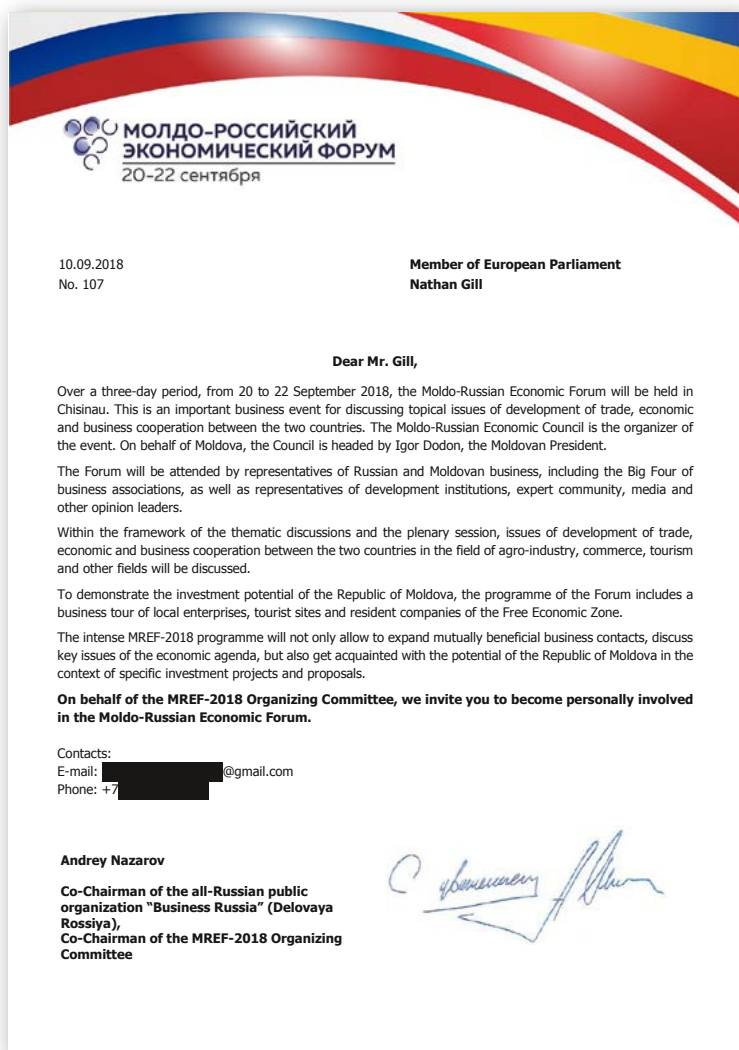 МОЛДО-РОССИЙСКИЙ
ЭКОНОМИЧЕСКИЙ ФОРУМ
20-22 сентября
10.09.2018
No. 107
Member of European Parliament
Nathan Gill
Dear Mr. Gill,
Over a three-day period, from 20 to 22 September 2018, the Moldo-Russian Economic Forum will be held in
Chisinau. This is an important business event for discussing topical issues of development of trade, economic
and business cooperation between the two countries. The Moldo-Russian Economic Council is the organizer of
the event. On behalf of Moldova, the Council is headed by Igor Dodon, the Moldovan President.
The Forum will be attended by representatives of Russian and Moldovan business, including the Big Four of
business associations, as well as representatives of development institutions, expert community, media and
other opinion leaders.
Within the framework of the thematic discussions and the plenary session, issues of development of trade,
economic and business cooperation between the two countries in the field of agro-industry, commerce, tourism
and other fields will be discussed.
To demonstrate the investment potential of the Republic of Moldova, the programme of the Forum includes a
business tour of local enterprises, tourist sites and resident companies of the Free Economic Zone.
The intense MREF-2018 programme will not only allow to expand mutually beneficial business contacts, discuss
key issues of the economic agenda, but also get acquainted with the potential of the Republic of Moldova in the
context of specific investment projects and proposals.
On behalf of the MREF-2018 Organizing Committee, we invite you to become personally involved
in the Moldo-Russian Economic Forum.
Contacts:
E-mail: @gmail.com
Phone: +7
Andrey Nazarov
Co-Chairman of the all-Russian public
organization "Business Russia" (Delovaya
Rossiya),
Co-Chairman of the MREF-2018 Organizing
Committee
С